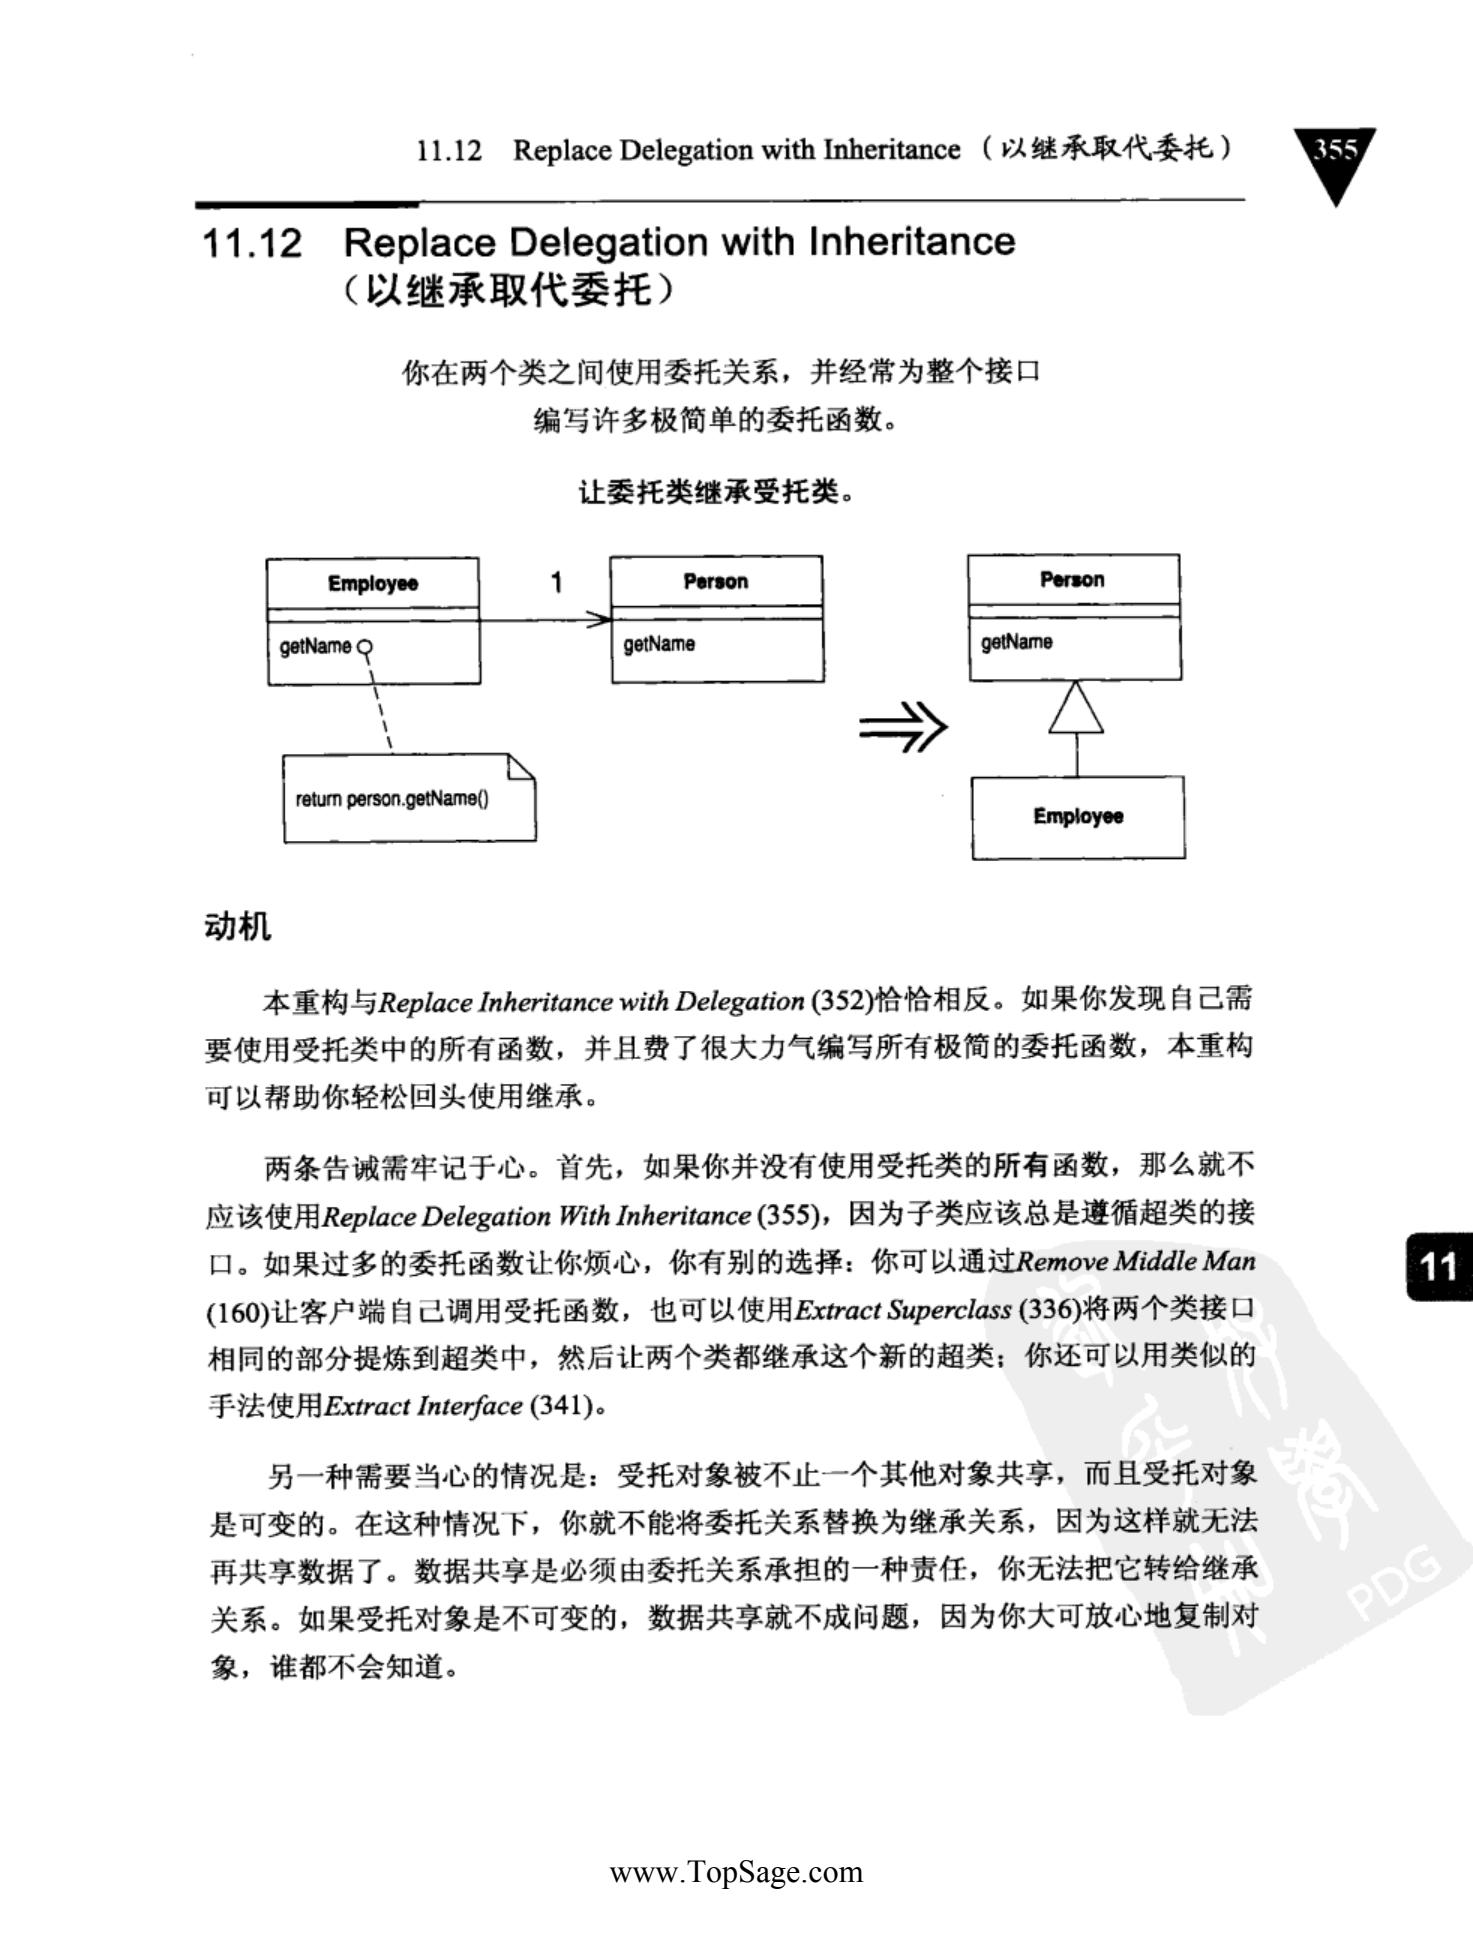 11.12 Replace Delegation with Inheritance（以继承取代委托）
355
11.12 Replace Delegation with Inheritance
（以继承取代委托）
你在两个类之间使用委托关系，并经常为整个接口
编写许多极简单的委托函数。
让委托类继承受托类。
Employee
1
Person
Person
getName
getName
getName
return person.getName()
Employee
动机
本重构与Replace Inheritance with Delegation (352)恰恰相反。如果你发现自己需
要使用受托类中的所有函数，并且费了很大力气编写所有极简的委托函数，本重构
可以帮助你轻松回头使用继承。
两条告诫需牢记于心。首先，如果你并没有使用受托类的所有函数，那么就不
应该使用Replace Delegation With Inheritance (355)，因为子类应该总是遵循超类的接
口。如果过多的委托函数让你烦心，你有别的选择：你可以通过Remove Middle Man
11
(160)让客户端自己调用受托函数，也可以使用Extract Superclass (336)将两个类接口
相同的部分提炼到超类中，然后让两个类都继承这个新的超类；你还可以用类似的
手法使用Extract Interface (341)。
另一种需要当心的情况是：受托对象被不止一个其他对象共享，而且受托对象
是可变的。在这种情况下，你就不能将委托关系替换为继承关系，因为这样就无法
再共享数据了。数据共享是必须由委托关系承担的一种责任，你无法把它转给继承
关系。如果受托对象是不可变的，数据共享就不成问题，因为你大可放心地复制对
象，谁都不会知道。
PDG
www.TopSage.com